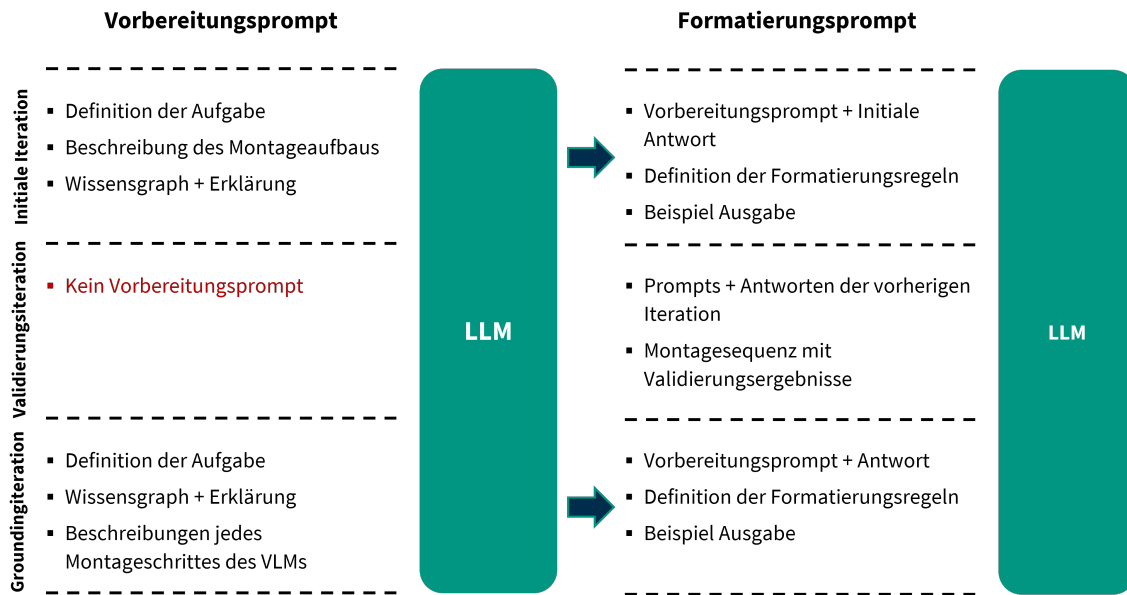 Vorbereitungsprompt
Formatierungsprompt
Initiale Iteration
▪ Definition der Aufgabe
▪ Beschreibung des Montageaufbaus
▪ Wissensgraph + Erklärung
▪ Vorbereitungsprompt + Initiale
Antwort
▪ Definition der Formatierungsregeln
▪ Beispiel Ausgabe
Validierungsiteration
▪ Kein Vorbereitungsprompt
LLM
▪ Prompts + Antworten der vorherigen
Iteration
▪ Montagesequenz mit
Validierungsergebnisse
LLM
Groundingiteration
▪ Definition der Aufgabe
▪ Wissensgraph + Erklärung
▪ Beschreibungen jedes
Montageschrittes des VLMs
▪ Vorbereitungsprompt + Antwort
▪ Definition der Formatierungsregeln
▪ Beispiel Ausgabe